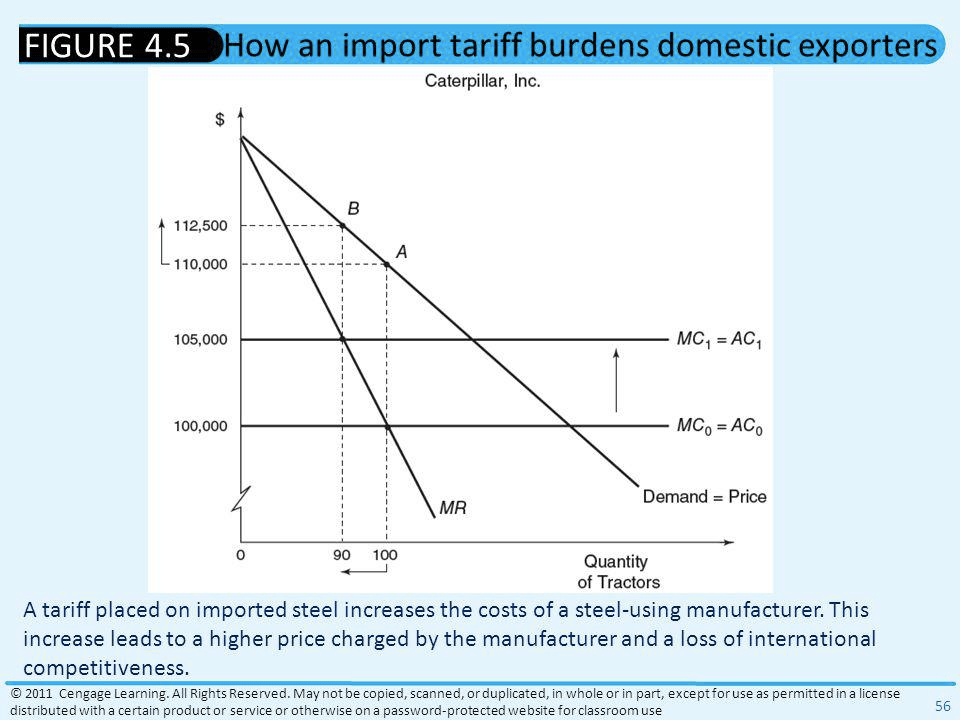 FIGURE 4.5 How an import tariff burdens domestic exporters
Caterpillar, Inc.
$
B
112,500
A
110,000
105,000
MC1 = AC1
100,000
MC0 = AC0
MR
Demand = Price
0
90
100
Quantity
of Tractors
A tariff placed on imported steel increases the costs of a steel-using manufacturer. This
increase leads to a higher price charged by the manufacturer and a loss of international
competitiveness.
© 2011 Cengage Learning. All Rights Reserved. May not be copied, scanned, or duplicated, in whole or in part, except for use as permitted in a license
distributed with a certain product or service or otherwise on a password-protected website for classroom use
56